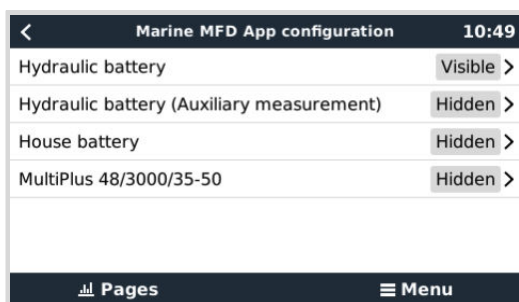 Marine MFD App configuration 10:49
Hydraulic battery Visible
Hydraulic battery (Auxiliary measurement) Hidden
House battery Hidden
MultiPlus 48/3000/35-50 Hidden
Pages Menu